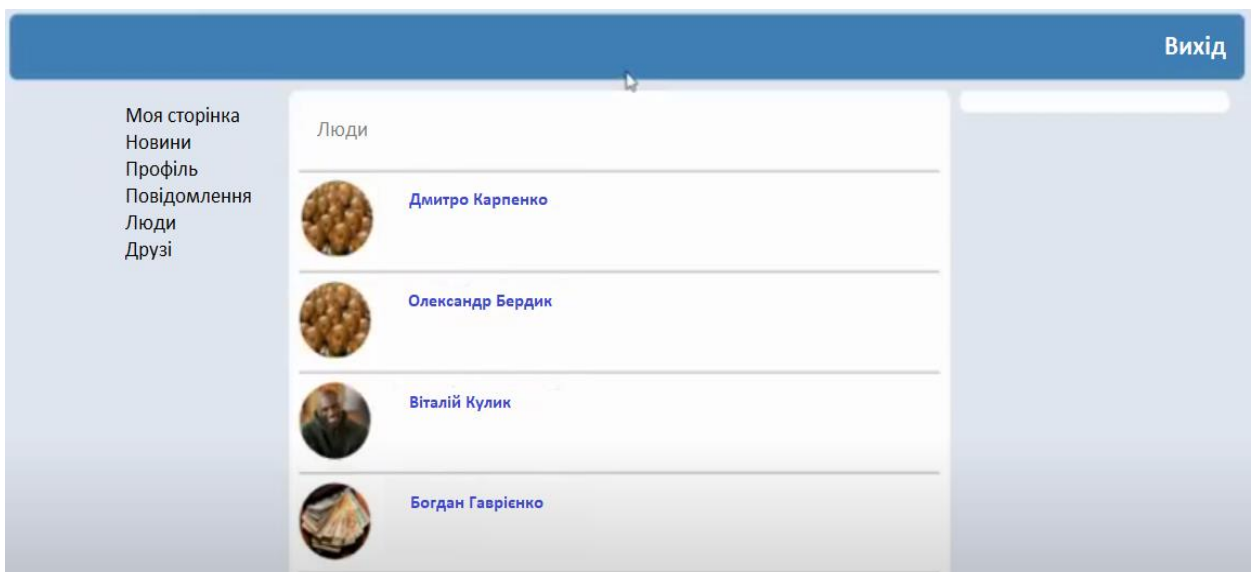 Вихід
Моя сторінка
Новини
Профіль
Повідомлення
Люди
Друзі
Люди
Дмитро Карпенко
Олександр Бердик
Віталій Кулик
Богдан Гаврієнко